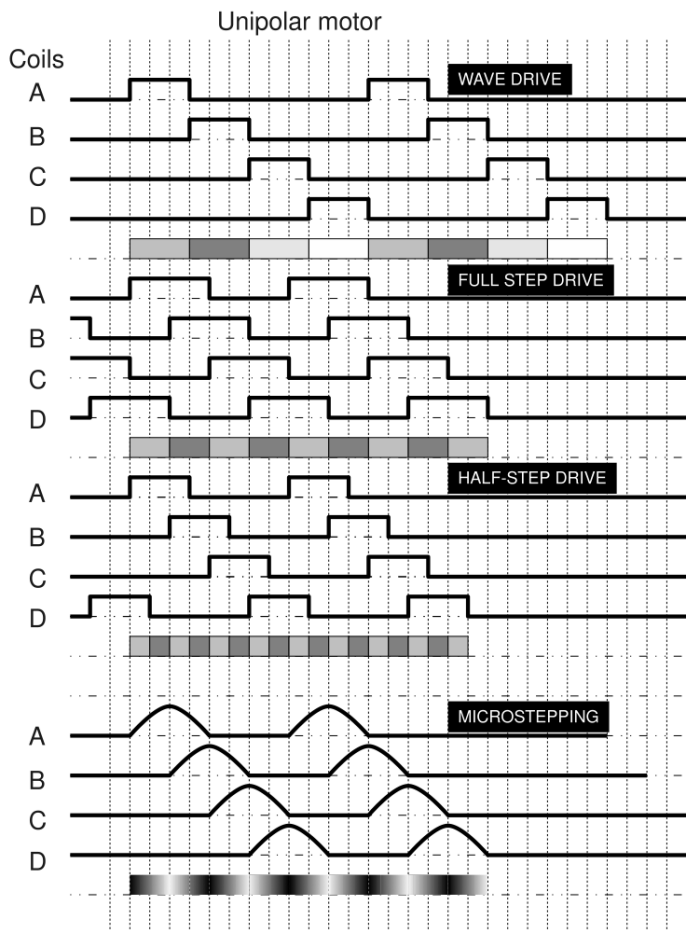 Unipolar motor
Coils
WAVE DRIVE
A
B
C
D
FULL STEP DRIVE
A
B
C
D
HALF-STEP DRIVE
A
B
C
D
MICROSTEPPING
A
B
C
D